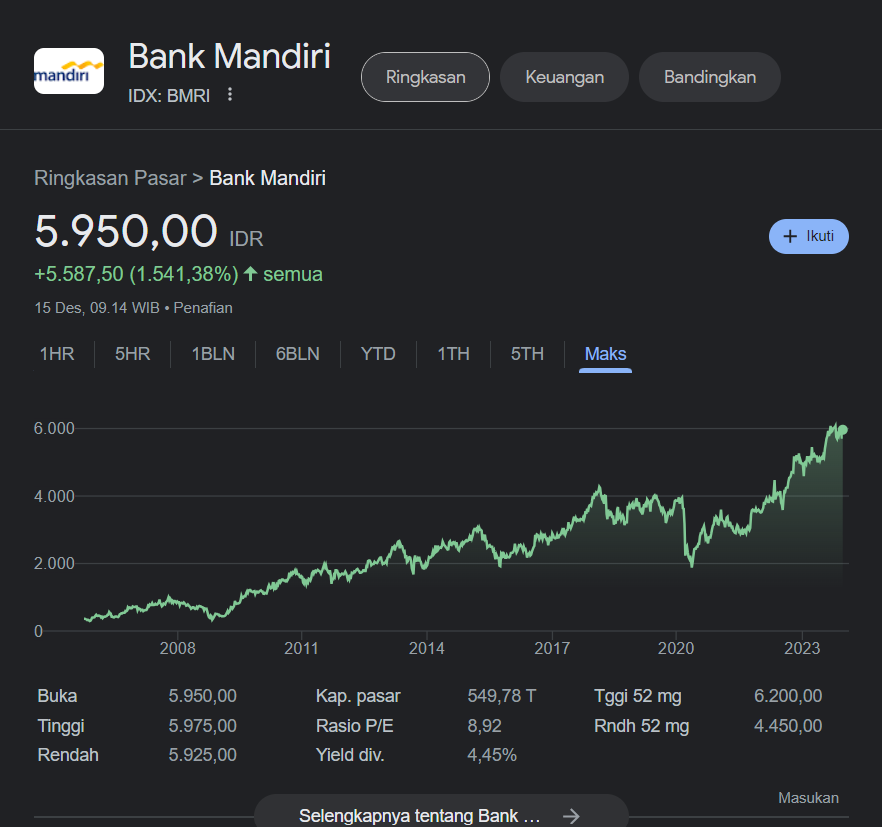 mandiri
Bank Mandiri
IDX: BMRI
Ringkasan Keuangan Bandingkan
Ringkasan Pasar > Bank Mandiri
5.950,00 IDR
+ Ikuti
+5.587,50 (1.541,38%) ↑ semua
15 Des, 09.14 WIB • Penafian
1HR 5HR 1BLN 6BLN YTD 1TH 5TH Maks
6.000
4.000
2.000
0
2008 2011 2014 2017 2020 2023
Buka 5.950,00 Kap. pasar 549,78 T Tggi 52 mg 6.200,00
Tinggi 5.975,00 Rasio P/E 8,92 Rndh 52 mg 4.450,00
Rendah 5.925,00 Yield div. 4,45%
Masukan
Selengkapnya tentang Bank … →